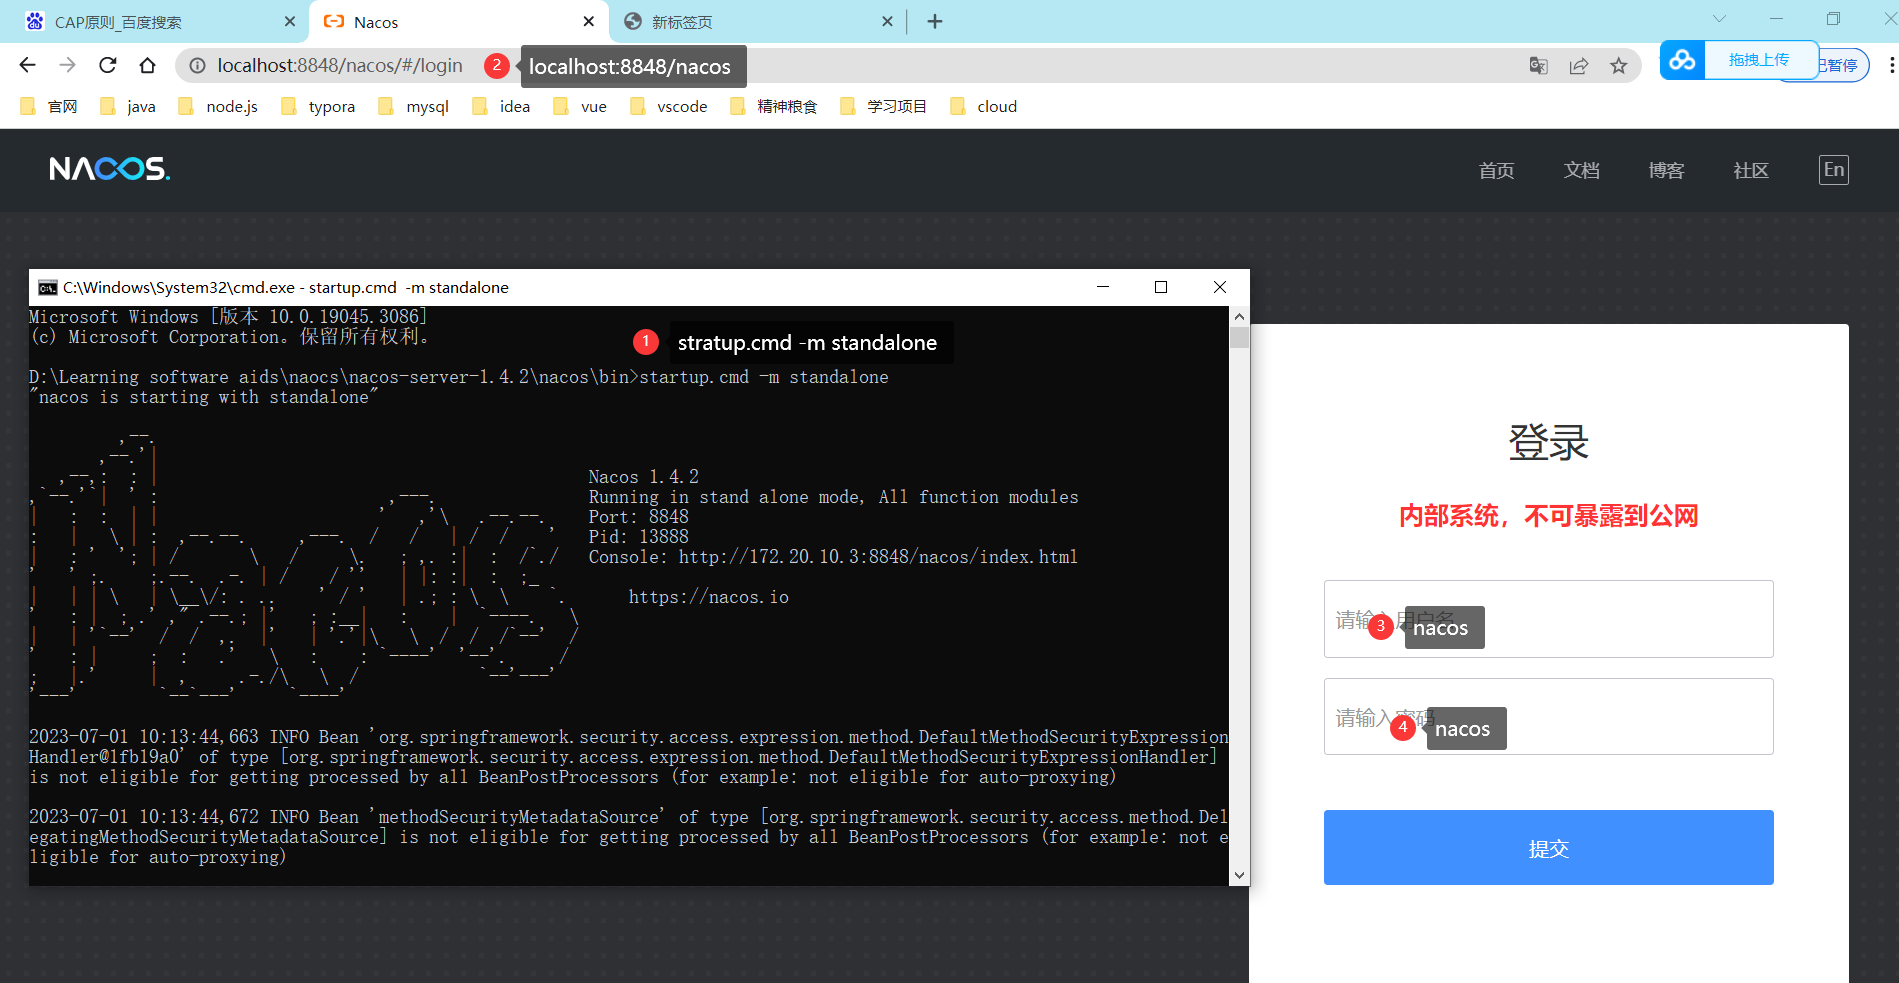 CAP原则_百度搜索
Nacos
新标签页
localhost:8848/nacos/#/login
2
localhost:8848/nacos
拖拽上传
已暂停
官网
java
node.js
typora
mysql
idea
vue
vscode
精神粮食
学习项目
cloud
NACOS.
首页
文档
博客
社区
En
C:\Windows\System32\cmd.exe - startup.cmd  -m standalone
Microsoft Windows [版本 10.0.19045.3086]
(c) Microsoft Corporation。保留所有权利。
1
stratup.cmd -m standalone
D:\Learning software aids\naocs\nacos-server-1.4.2\nacos\bin>startup.cmd -m standalone
"nacos is starting with standalone"
Nacos 1.4.2
Running in stand alone mode, All function modules
Port: 8848
Pid: 13888
Console: http://172.20.10.3:8848/nacos/index.html
https://nacos.io
2023-07-01 10:13:44,663 INFO Bean 'org.springframework.security.access.expression.method.DefaultMethodSecurityExpression
Handler@1fb19a0' of type [org.springframework.security.access.expression.method.DefaultMethodSecurityExpressionHandler]
is not eligible for getting processed by all BeanPostProcessors (for example: not eligible for auto-proxying)
2023-07-01 10:13:44,672 INFO Bean 'methodSecurityMetadataSource' of type [org.springframework.security.access.method.Del
egatingMethodSecurityMetadataSource] is not eligible for getting processed by all BeanPostProcessors (for example: not e
ligible for auto-proxying)
登录
内部系统，不可暴露到公网
请输入用户名
3
nacos
请输入密码
4
nacos
提交